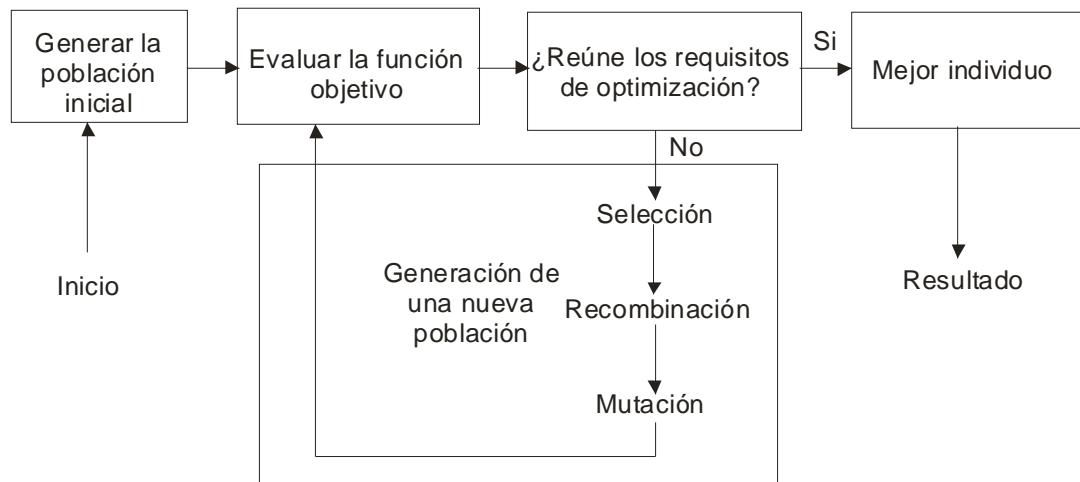 Generar la
población
inicial
Evaluar la función
objetivo
¿Reúne los requisitos
de optimización?
Si
Mejor individuo
No
Selección
Inicio
Generación de
una nueva
población
Recombinación
Resultado
Mutación